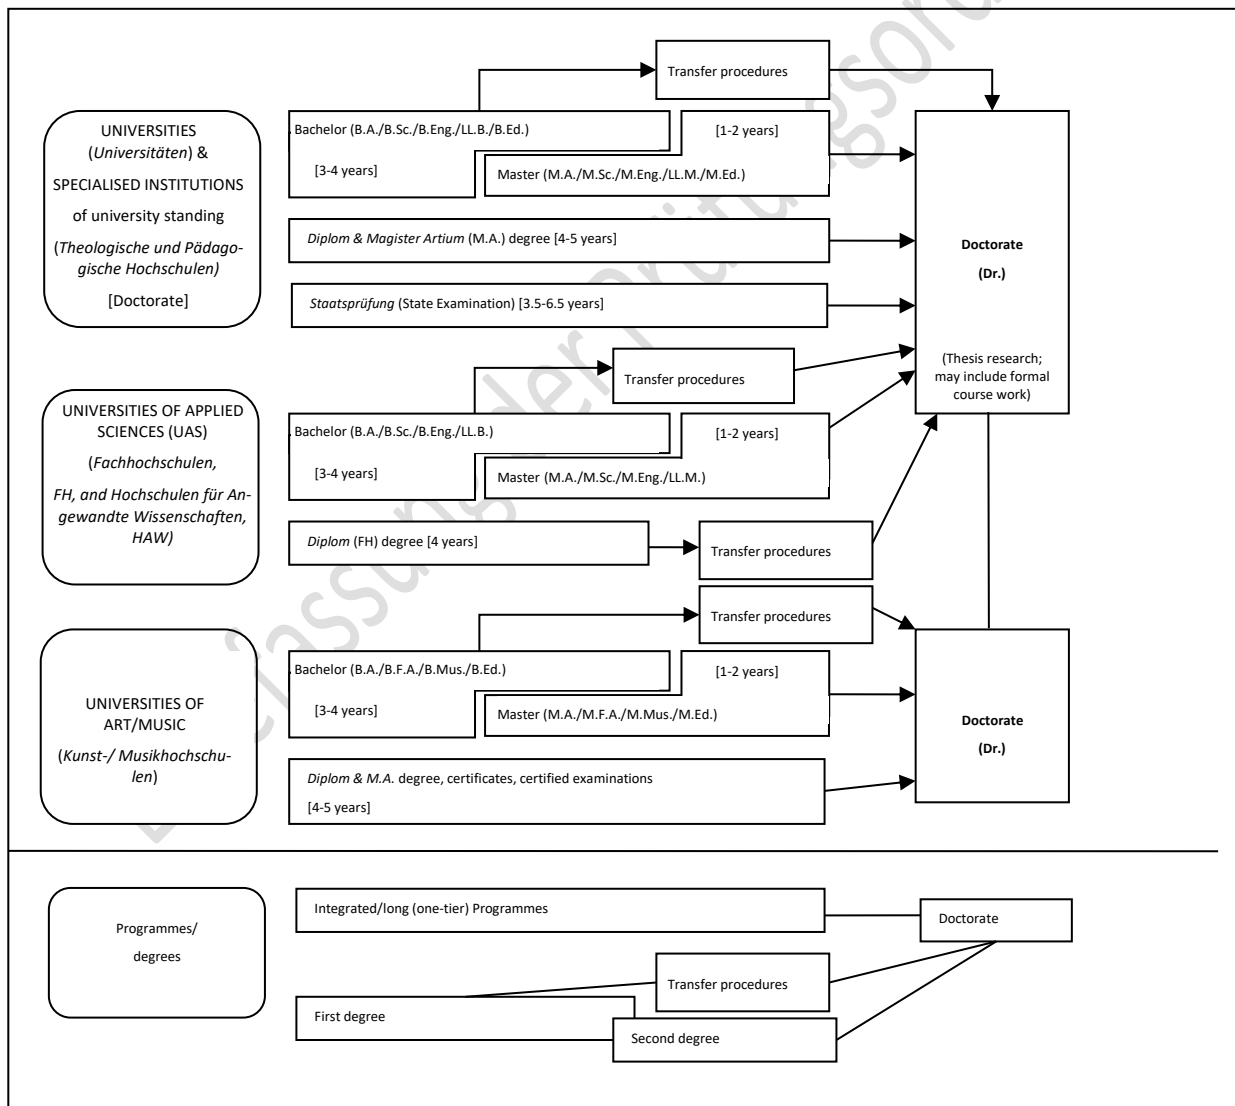 Transfer procedures
UNIVERSITIES
(Universitäten) &
SPECIALISED INSTITUTIONS
of university standing
(Theologische und Pädago-
gische Hochschulen)
[Doctorate]
Bachelor (B.A./B.Sc./B.Eng./LL.B./B.Ed.)
[1-2 years]
[3-4 years]
Master (M.A./M.Sc./M.Eng./LL.M./M.Ed.)
Diplom & Magister Artium (M.A.) degree [4-5 years]
Staatsprüfung (State Examination) [3.5-6.5 years]
Doctorate
(Dr.)
(Thesis research;
may include formal
course work)
Transfer procedures
UNIVERSITIES OF APPLIED
SCIENCES (UAS)
(Fachhochschulen,
FH, and Hochschulen für An-
gewandte Wissenschaften,
HAW)
Bachelor (B.A./B.Sc./B.Eng./LL.B.)
[1-2 years]
[3-4 years]
Master (M.A./M.Sc./M.Eng./LL.M.)
Diplom (FH) degree [4 years]
Transfer procedures
Transfer procedures
UNIVERSITIES OF
ART/MUSIC
(Kunst-/ Musikhochschu-
len)
Bachelor (B.A./B.F.A./B.Mus./B.Ed.)
[1-2 years]
[3-4 years]
Master (M.A./M.F.A./M.Mus./M.Ed.)
Diplom & M.A. degree, certificates, certified examinations
[4-5 years]
Doctorate
(Dr.)
Programmes/
degrees
Integrated/long (one-tier) Programmes
Doctorate
Transfer procedures
First degree
Second degree